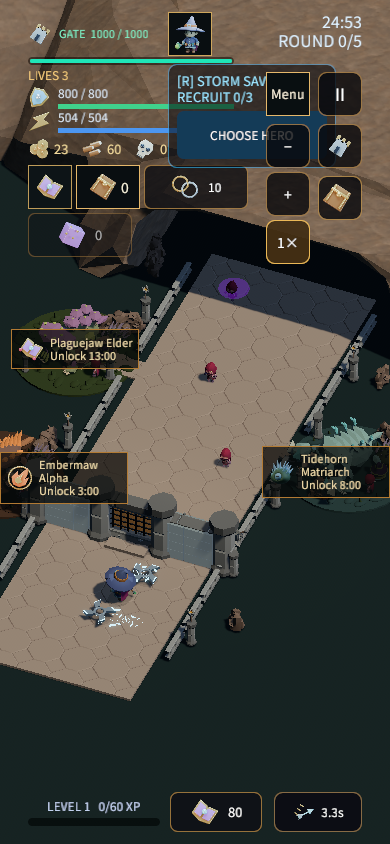 GATE 1000 / 1000
24:53
ROUND 0/5
LIVES 3
800 / 800
504 / 504
23
60
0
[R] STORM SAV
RECRUIT 0/3
CHOOSE HERO
Menu
−
+
1×
0
10
0
Plaguejaw Elder
Unlock 13:00
Embermaw
Alpha
Unlock 3:00
Tidehorn
Matriarch
Unlock 8:00
LEVEL 1 0/60 XP
80
3.3s